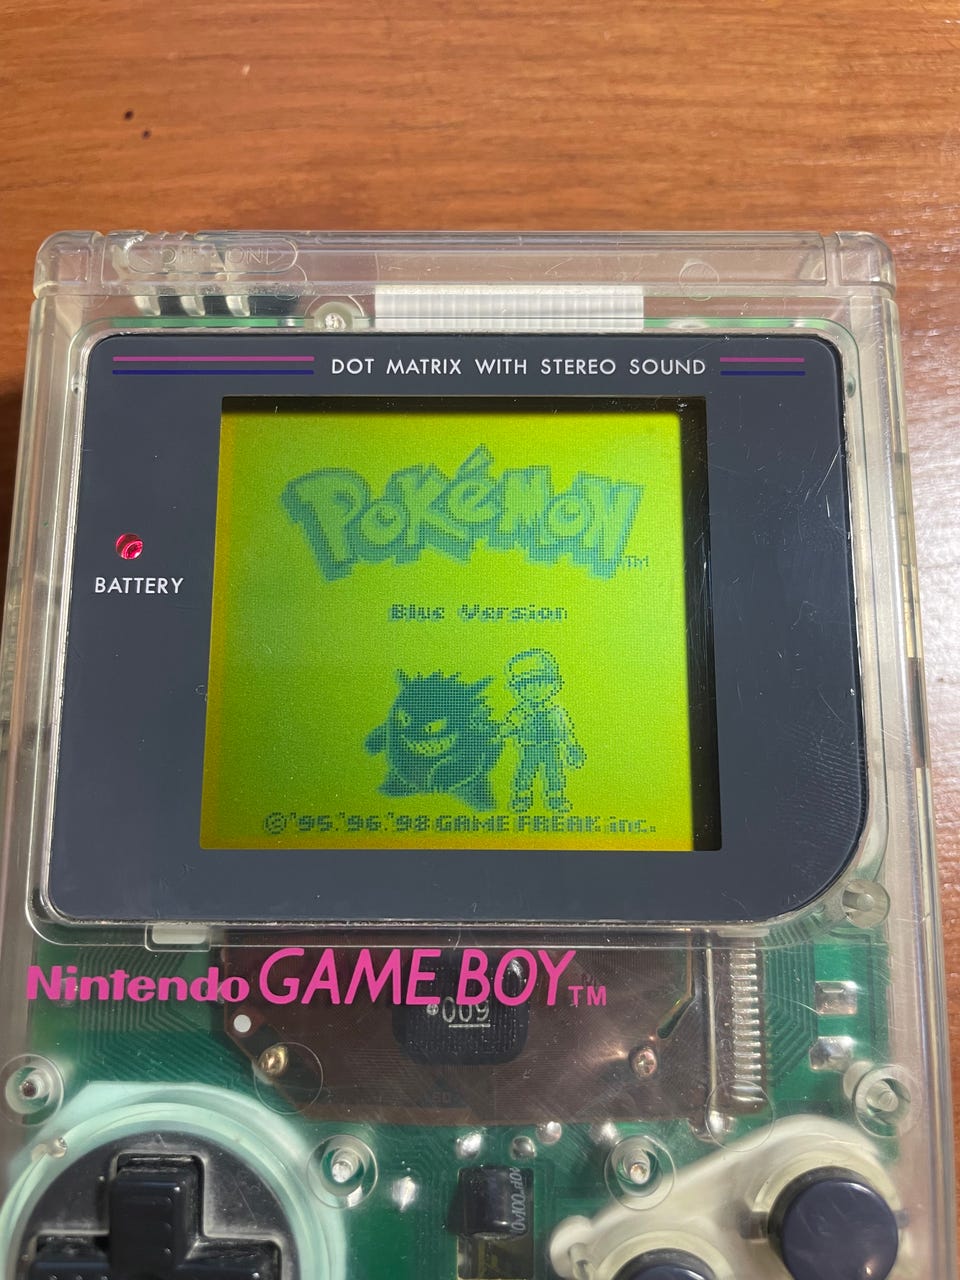 DOT MATRIX WITH STEREO SOUND
POKéMON TM
BATTERY
Blue Version
©'95.'96.'98 GAME FREAK inc.
Nintendo GAME BOY TM
009